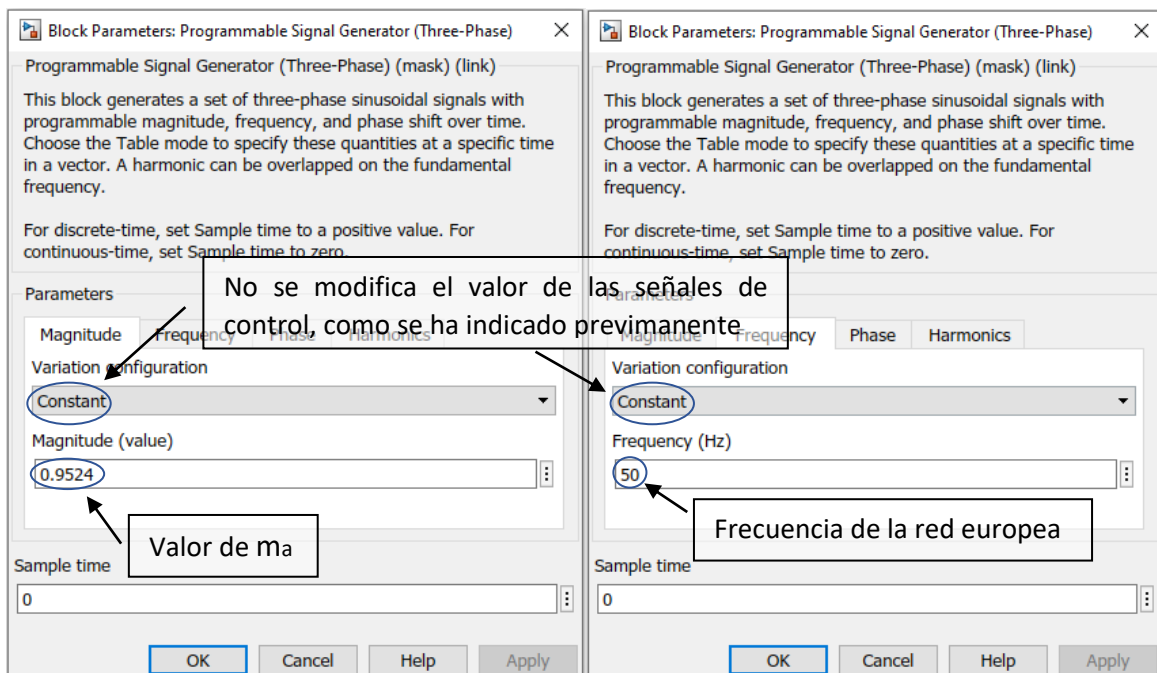 Block Parameters: Programmable Signal Generator (Three-Phase)
Programmable Signal Generator (Three-Phase) (mask) (link)
This block generates a set of three-phase sinusoidal signals with
programmable magnitude, frequency, and phase shift over time.
Choose the Table mode to specify these quantities at a specific time
in a vector. A harmonic can be overlapped on the fundamental
frequency.
For discrete-time, set Sample time to a positive value. For
continuous-time, set Sample time to zero.
Parameters
Magnitude Frequency Phase Harmonics
Variation configuration
Constant
Magnitude (value)
0.9524
Valor de ma
Sample time
0
OK Cancel Help Apply
No se modifica el valor de las señales de
control, como se ha indicado previmanente
Block Parameters: Programmable Signal Generator (Three-Phase)
Programmable Signal Generator (Three-Phase) (mask) (link)
This block generates a set of three-phase sinusoidal signals with
programmable magnitude, frequency, and phase shift over time.
Choose the Table mode to specify these quantities at a specific time
in a vector. A harmonic can be overlapped on the fundamental
frequency.
For discrete-time, set Sample time to a positive value. For
continuous-time, set Sample time to zero.
Parameters
Magnitude Frequency Phase Harmonics
Variation configuration
Constant
Frequency (Hz)
50
Frecuencia de la red europea
Sample time
0
OK Cancel Help Apply